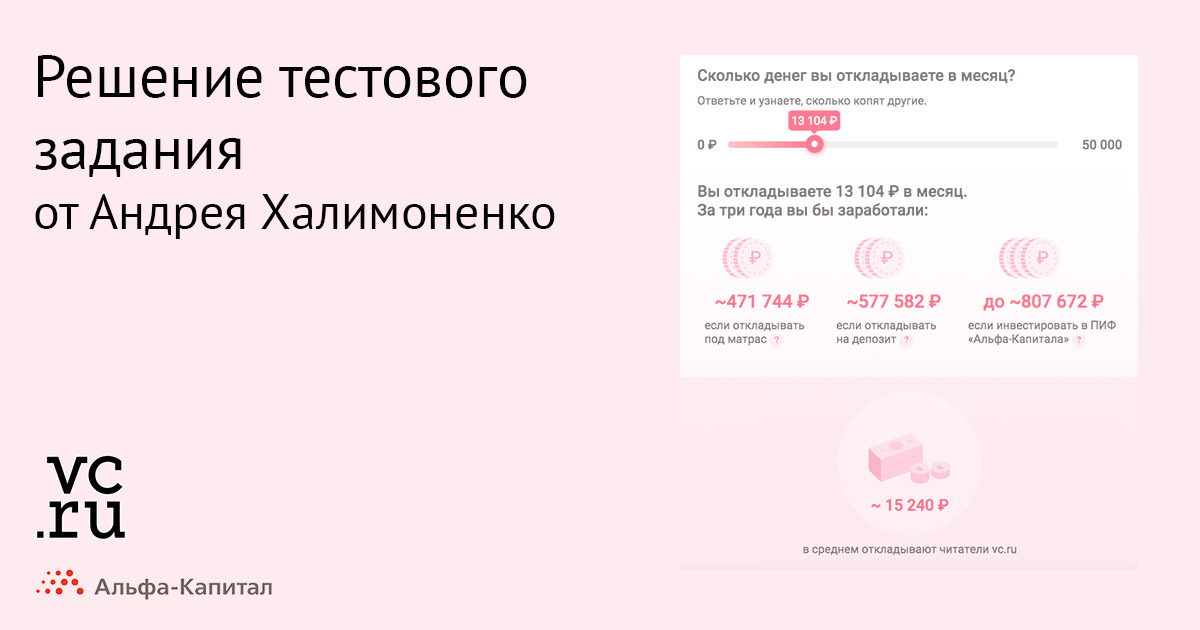 Решение тестового
задания
от Андрея Халимоненко
vc
.ru
Альфа-Капитал
Сколько денег вы откладываете в месяц?
Ответьте и узнаете, сколько копят другие.
13 104 ₽
0 ₽
50 000
Вы откладываете 13 104 ₽ в месяц.
За три года вы бы заработали:
₽
~471 744 ₽
если откладывать
под матрас ?
₽
~577 582 ₽
если откладывать
на депозит ?
₽
до ~807 672 ₽
если инвестировать в ПИФ
«Альфа-Капитала» ?
~ 15 240 ₽
в среднем откладывают читатели vc.ru